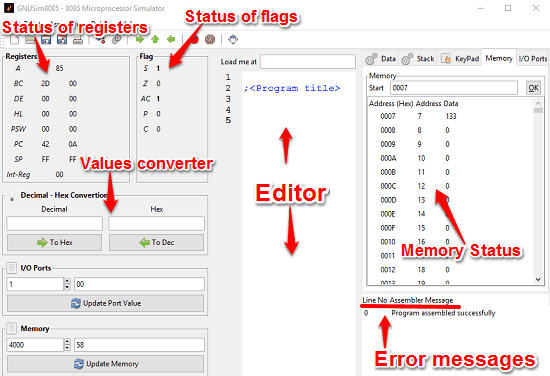 GNUSim8085 - 8085 Microprocessor Simulator
Status of registers
Status of flags
Registers
A 85
BC 2D 00
DE 00 00
HL 00 00
PSW 00 00
PC 42 0A
SP FF FF
Int-Reg 00
Flag
S 1
Z 0
AC 1
P 0
C 0
Values converter
Decimal - Hex Convertion
Decimal Hex
To Hex To Dec
I/O Ports
1 00
Update Port Value
Memory
4000 58
Update Memory
Load me at
1
2 ;<Program title>
3
4
5
Editor
Data Stack KeyPad Memory I/O Ports
Memory
Start 0007 OK
Address (Hex) Address Data
0007 7 133
0008 8 0
0009 9 0
000A 10 0
000B 11 0
000C 12 0
000D 13 0
000E 14 0
000F 15 0
0010 16 0
0011 17 0
0012 18 0
0013 19 0
Memory Status
Line No Assembler Message
0 Program assembled successfully
Error messages